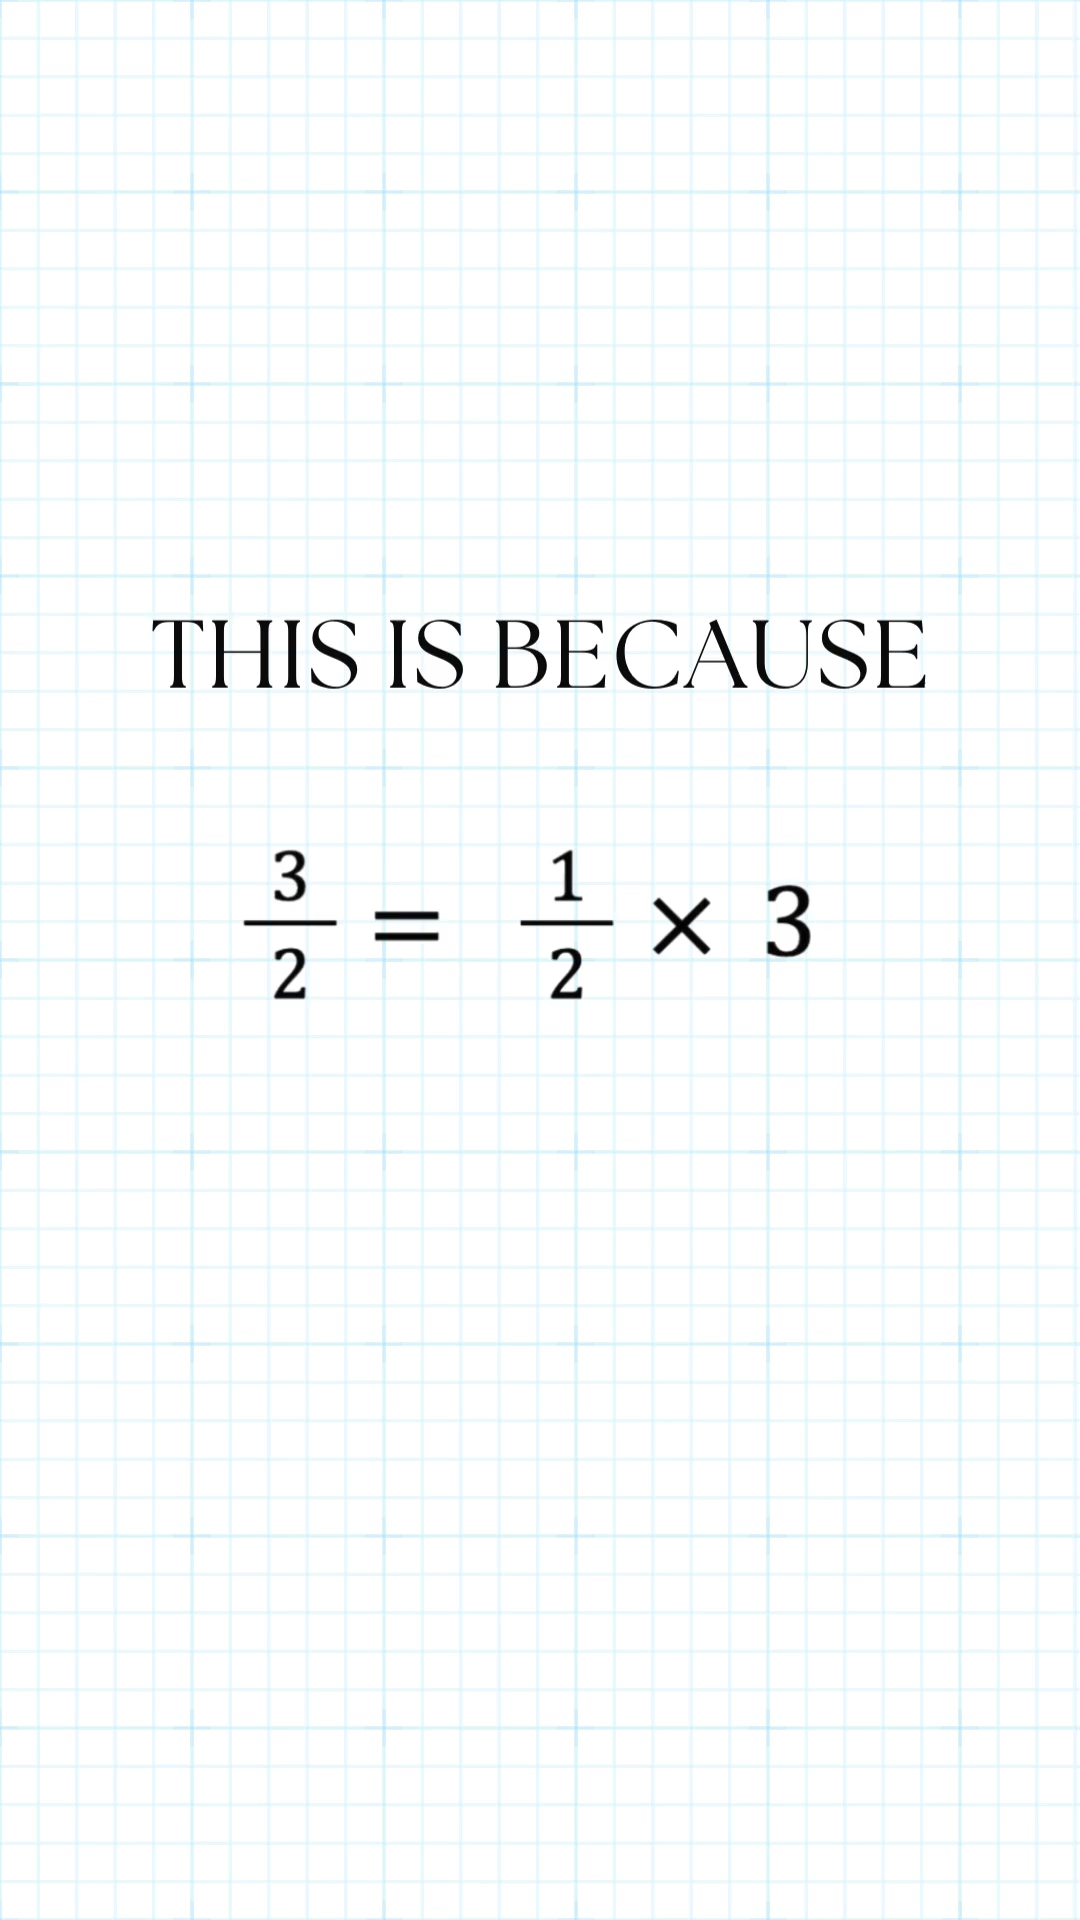 THIS IS BECAUSE
3/2 = 1/2 × 3